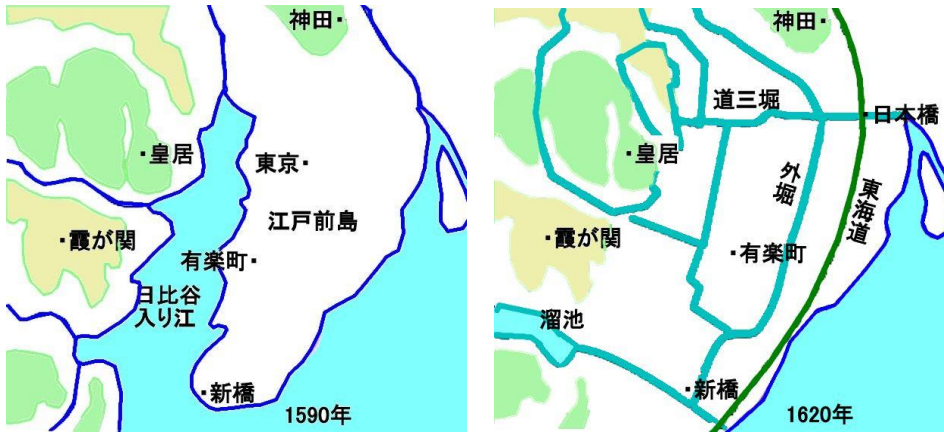 神田
皇居
東京
江戸前島
霞が関
有楽町
日比谷
入り江
新橋
1590年
神田
道三堀
日本橋
皇居
外堀
東海道
霞が関
有楽町
溜池
新橋
1620年